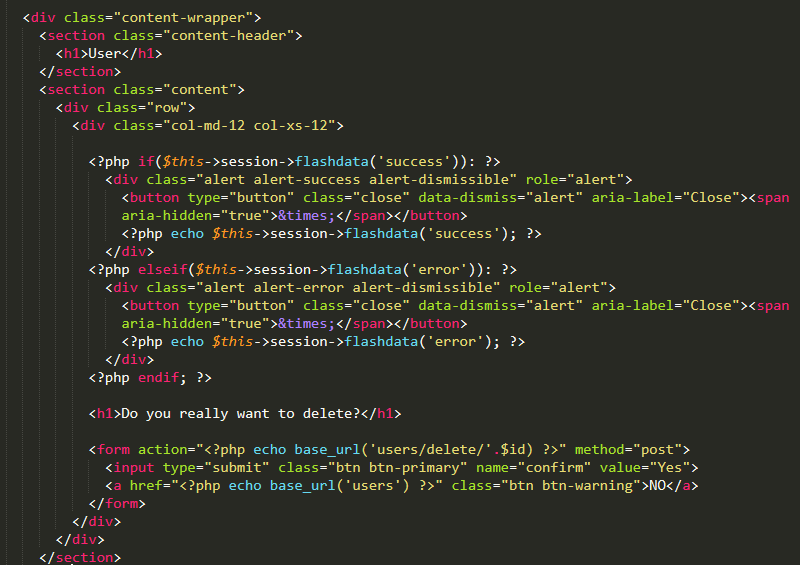 <div class="content-wrapper">
<section class="content-header">
<h1>User</h1>
</section>
<section class="content">
<div class="row">
<div class="col-md-12 col-xs-12">
<?php if($this->session->flashdata('success')): ?>
<div class="alert alert-success alert-dismissible" role="alert">
<button type="button" class="close" data-dismiss="alert" aria-label="Close"><span
aria-hidden="true">&times;</span></button>
<?php echo $this->session->flashdata('success'); ?>
</div>
<?php elseif($this->session->flashdata('error')): ?>
<div class="alert alert-error alert-dismissible" role="alert">
<button type="button" class="close" data-dismiss="alert" aria-label="Close"><span
aria-hidden="true">&times;</span></button>
<?php echo $this->session->flashdata('error'); ?>
</div>
<?php endif; ?>
<h1>Do you really want to delete?</h1>
<form action="<?php echo base_url('users/delete/'.$id) ?>" method="post">
<input type="submit" class="btn btn-primary" name="confirm" value="Yes">
<a href="<?php echo base_url('users') ?>" class="btn btn-warning">NO</a>
</form>
</div>
</div>
</section>